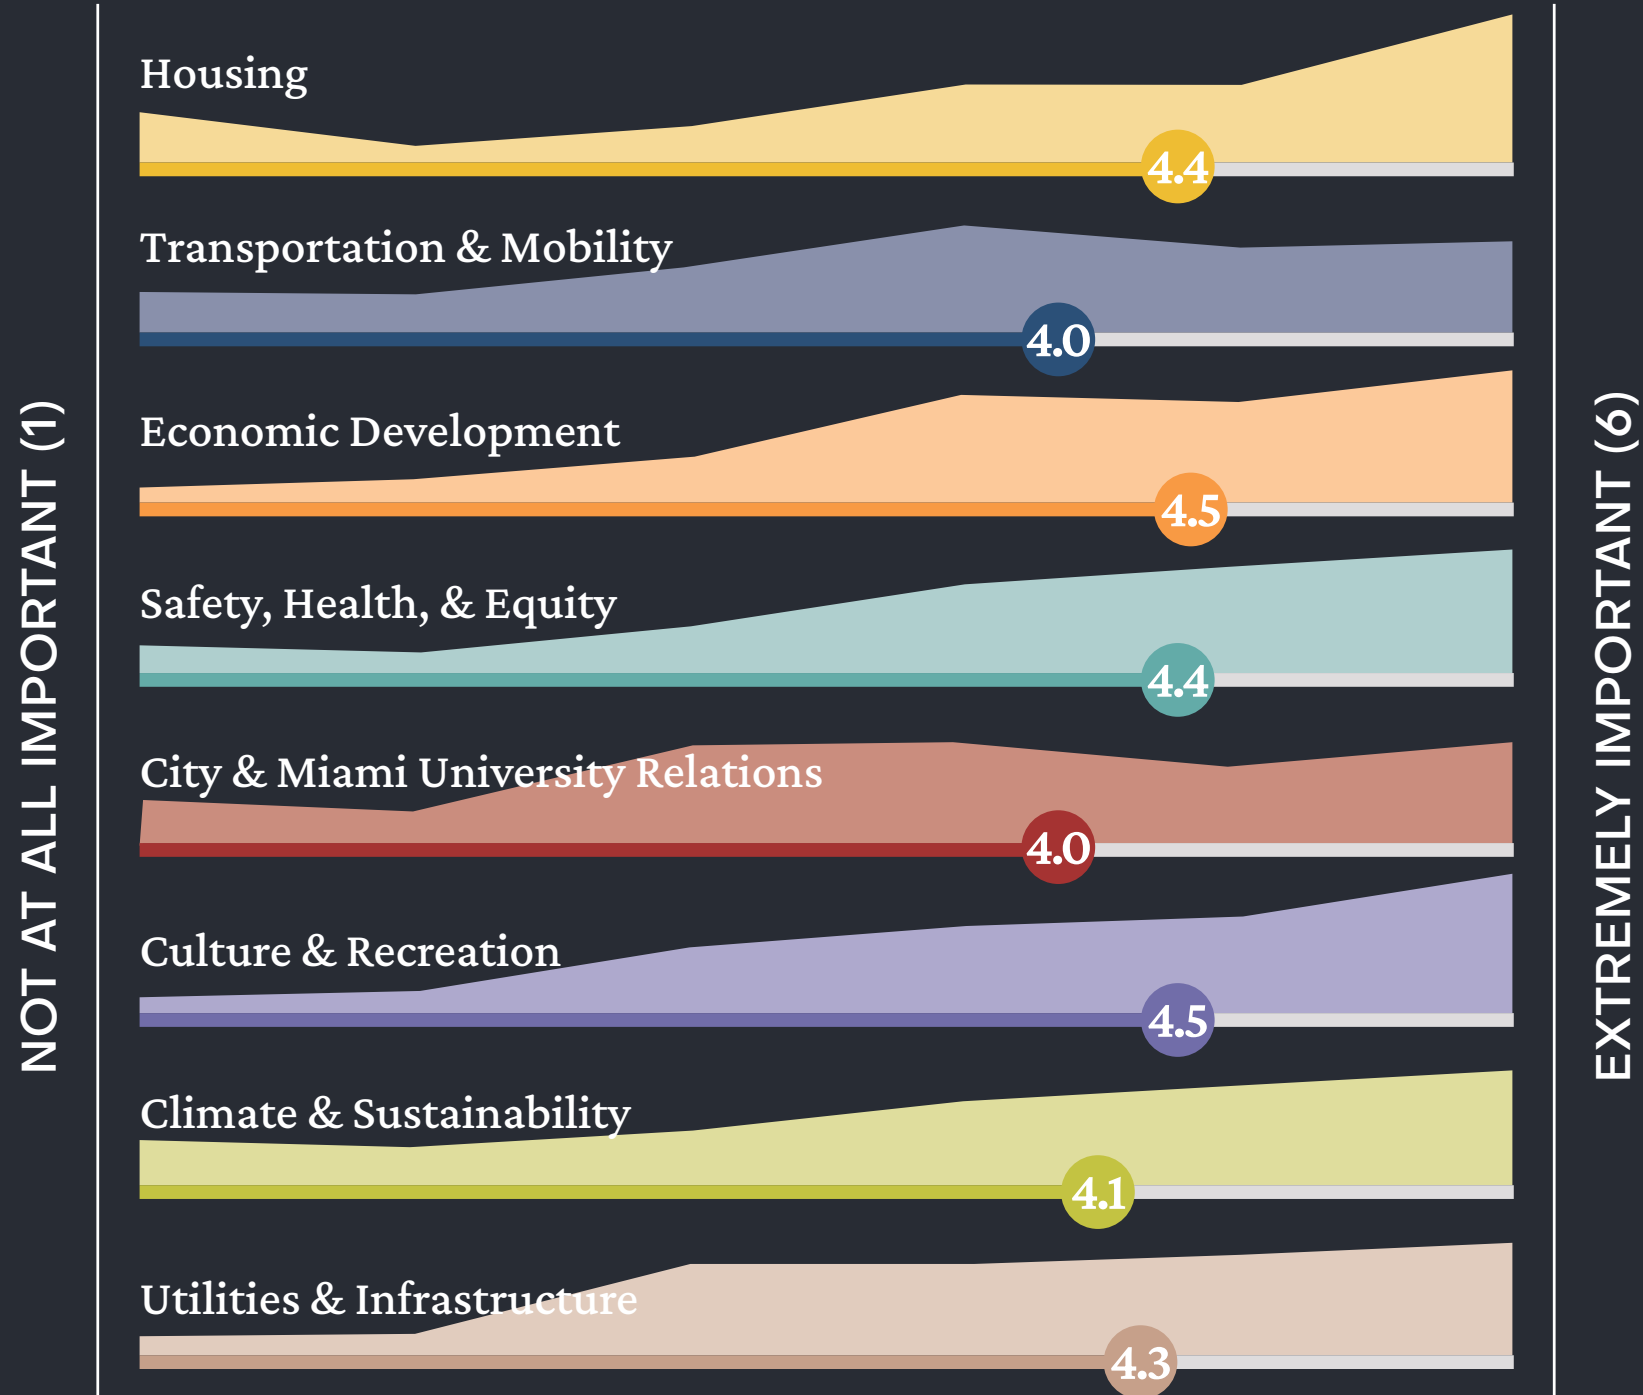 Housing
4.4
Transportation & Mobility
4.0
Economic Development
4.5
Safety, Health, & Equity
4.4
City & Miami University Relations
4.0
Culture & Recreation
4.5
Climate & Sustainability
4.1
Utilities & Infrastructure
4.3
NOT AT ALL IMPORTANT (1)
EXTREMELY IMPORTANT (6)